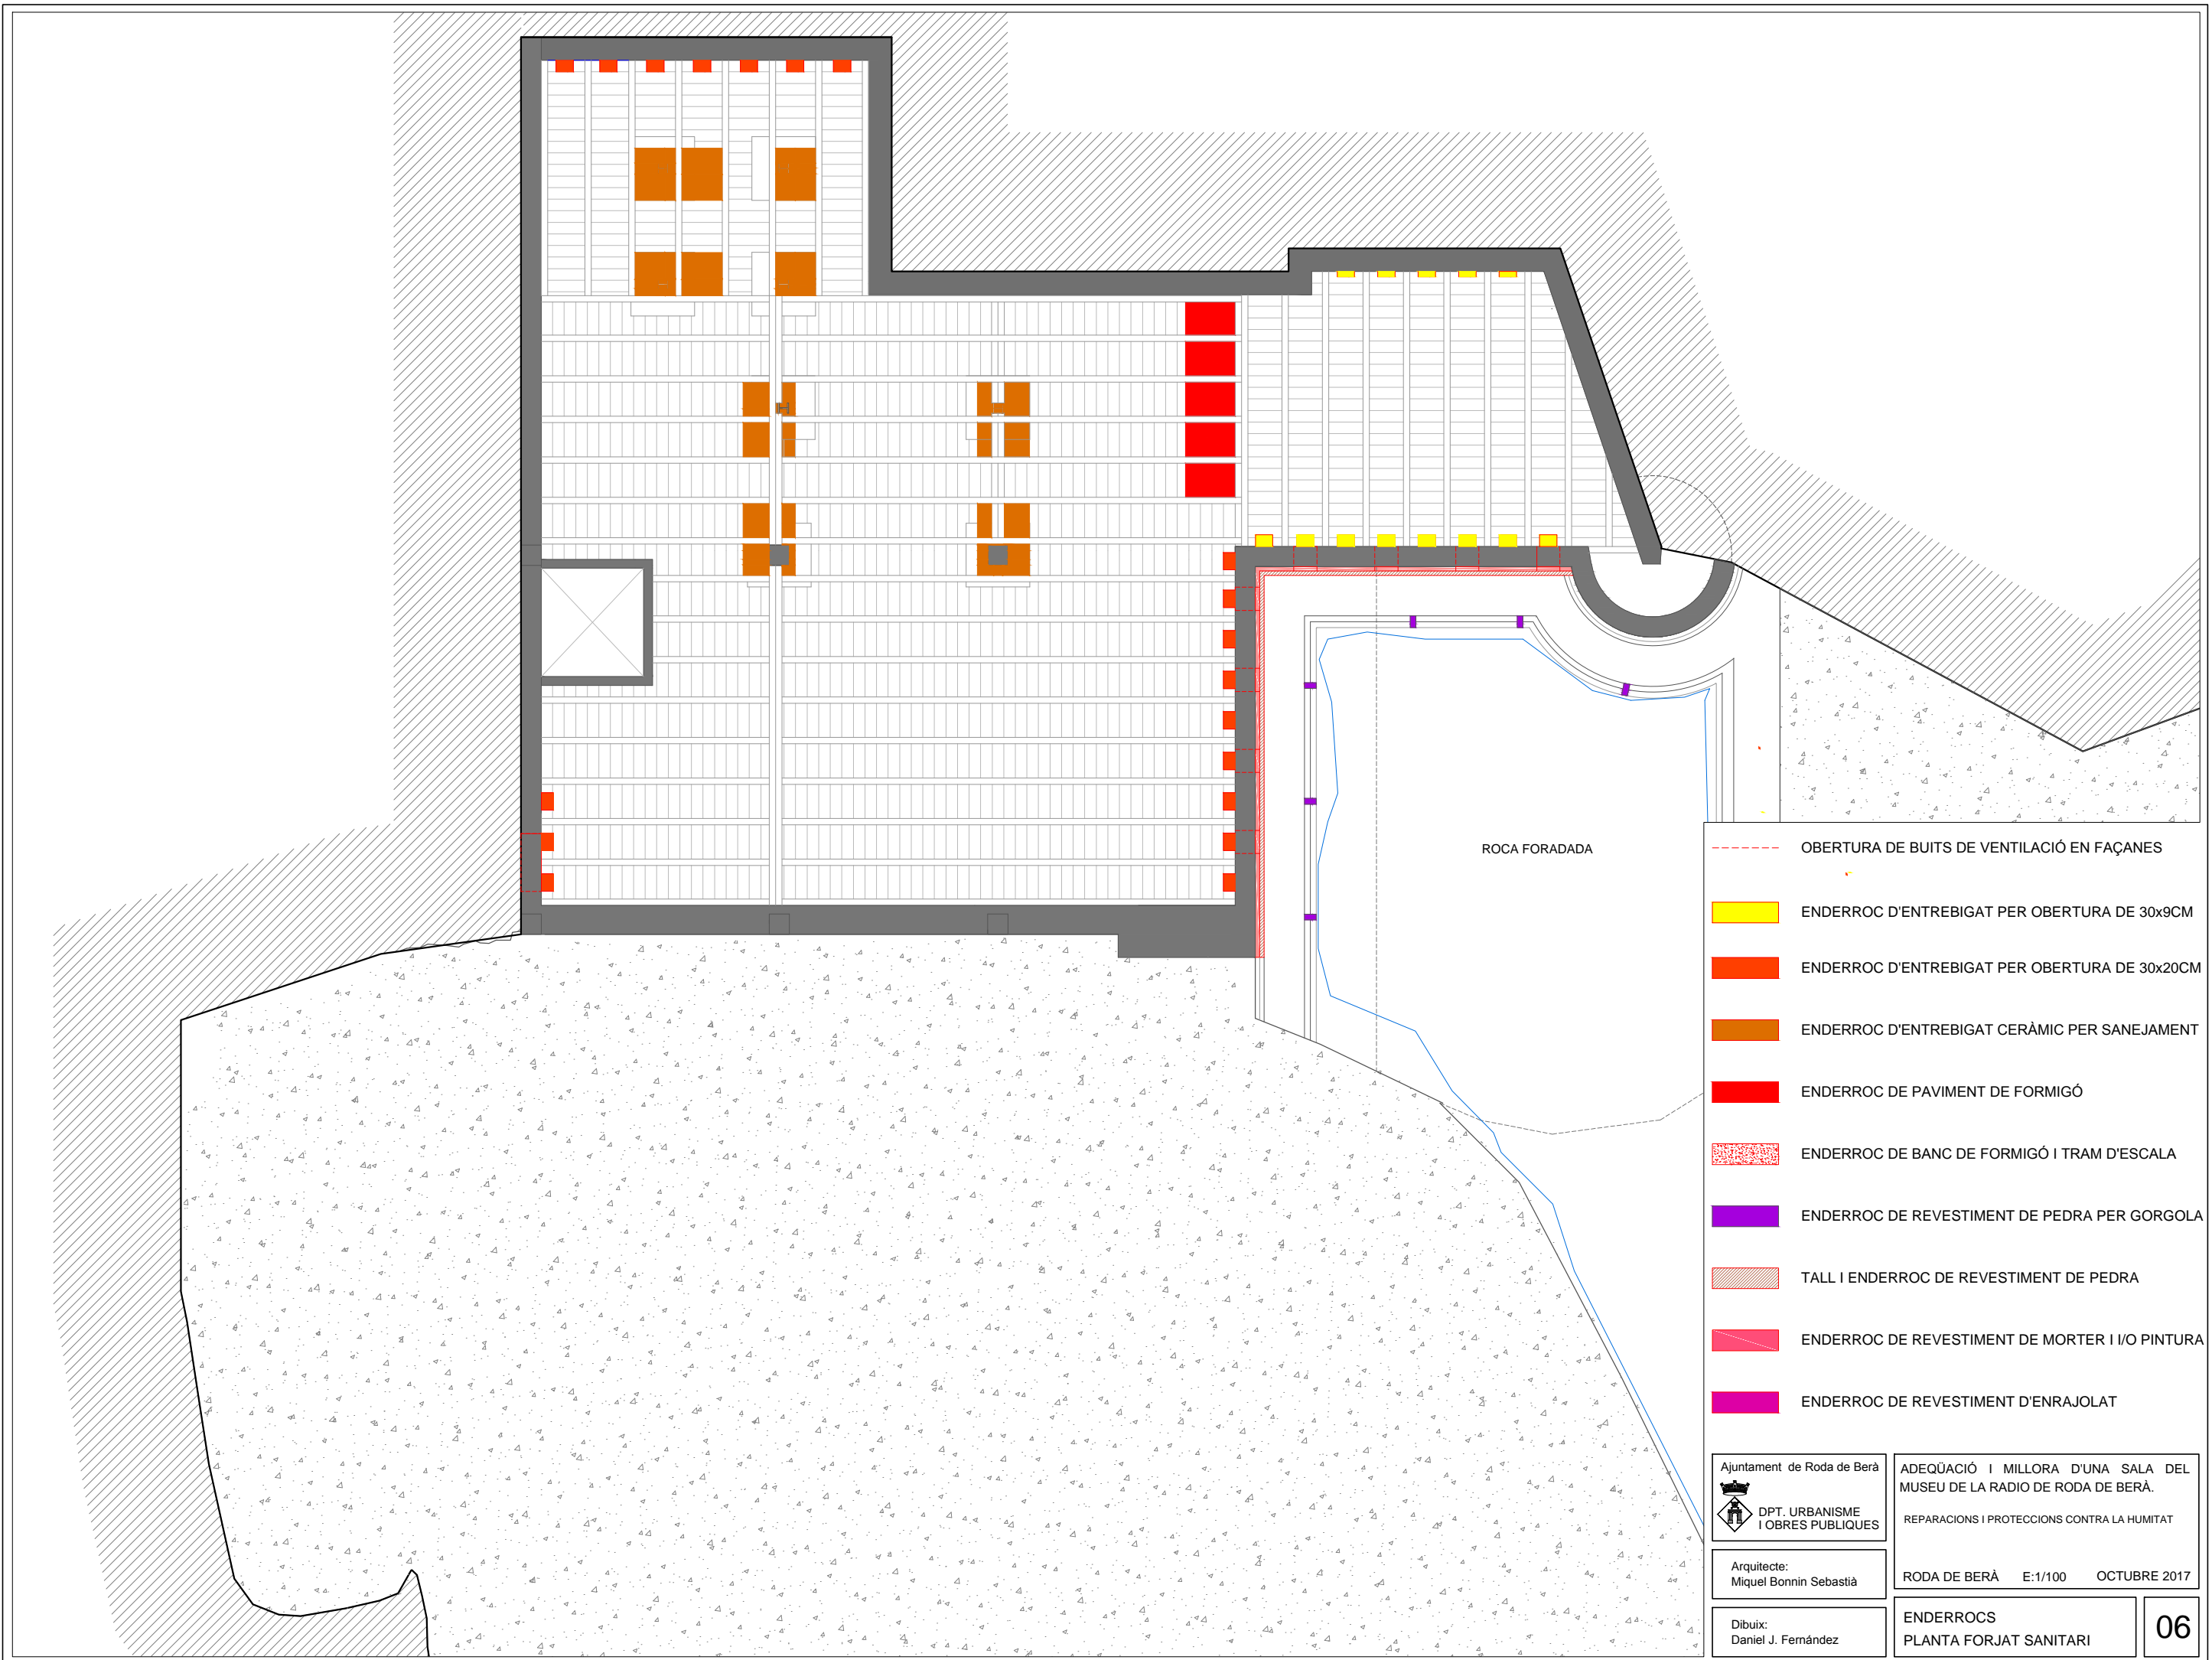 ROCA FORADADA
OBERTURA DE BUITS DE VENTILACIÓ EN FAÇANES
ENDERROC D'ENTREBIGAT PER OBERTURA DE 30x9CM
ENDERROC D'ENTREBIGAT PER OBERTURA DE 30x20CM
ENDERROC D'ENTREBIGAT CERÀMIC PER SANEJAMENT
ENDERROC DE PAVIMENT DE FORMIGÓ
ENDERROC DE BANC DE FORMIGÓ I TRAM D'ESCALA
ENDERROC DE REVESTIMENT DE PEDRA PER GORGOLA
TALL I ENDERROC DE REVESTIMENT DE PEDRA
ENDERROC DE REVESTIMENT DE MORTER I I/O PINTURA
ENDERROC DE REVESTIMENT D'ENRAJOLAT
Ajuntament de Roda de Berà
DPT. URBANISME
I OBRES PUBLIQUES
Arquitecte:
Miquel Bonnin Sebastià
Dibuix:
Daniel J. Fernández
ADEQÜACIÓ I MILLORA D'UNA SALA DEL
MUSEU DE LA RADIO DE RODA DE BERÀ.
REPARACIONS I PROTECCIONS CONTRA LA HUMITAT
RODA DE BERÀ E:1/100 OCTUBRE 2017
ENDERROCS
PLANTA FORJAT SANITARI
06